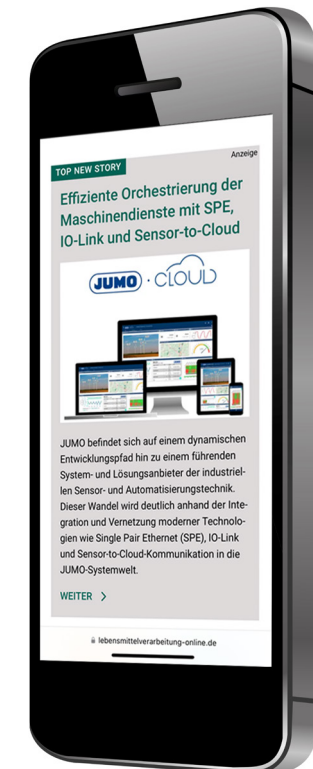 Anzeige
TOP NEW STORY
Effiziente Orchestrierung der
Maschinendienste mit SPE,
IO-Link und Sensor-to-Cloud
JUMO · CLOUD
JUMO befindet sich auf einem dynamischen
Entwicklungspfad hin zu einem führenden
System- und Lösungsanbieter der industriel-
len Sensor- und Automatisierungstechnik.
Dieser Wandel wird deutlich anhand der Inte-
gration und Vernetzung moderner Technolo-
gien wie Single Pair Ethernet (SPE), IO-Link
und Sensor-to-Cloud-Kommunikation in die
JUMO-Systemwelt.
WEITER >
lebensmittelverarbeitung-online.de